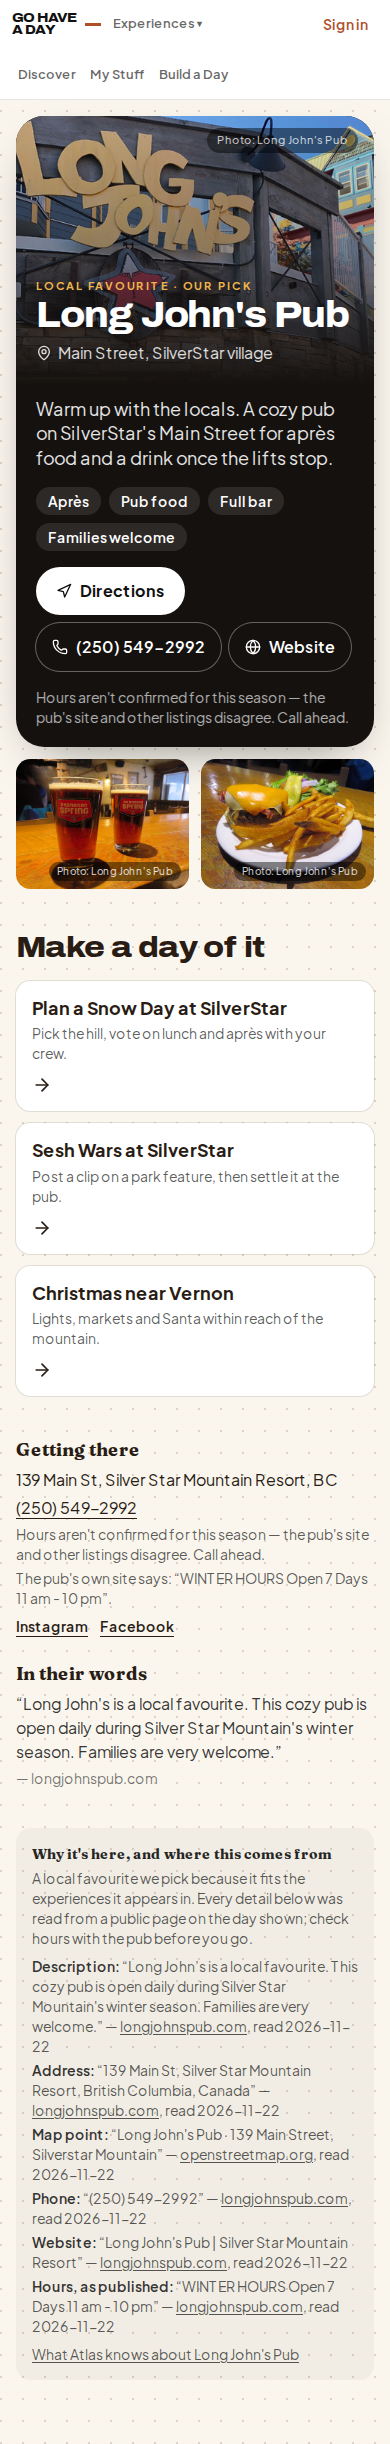 GO HAVE
A DAY
Experiences ▾
Sign in
Discover My Stuff Build a Day
Photo: Long John's Pub
LONG
JOHN'S
LOCAL FAVOURITE · OUR PICK
Long John's Pub
Main Street, SilverStar village
Warm up with the locals. A cozy pub
on SilverStar's Main Street for après
food and a drink once the lifts stop.
Après Pub food Full bar
Families welcome
Directions
(250) 549-2992 Website
Hours aren't confirmed for this season — the
pub's site and other listings disagree. Call ahead.
SPRING SPRING
Photo: Long John's Pub Photo: Long John's Pub
Make a day of it
Plan a Snow Day at SilverStar
Pick the hill, vote on lunch and après with your
crew.
→
Sesh Wars at SilverStar
Post a clip on a park feature, then settle it at the
pub.
→
Christmas near Vernon
Lights, markets and Santa within reach of the
mountain.
→
Getting there
139 Main St, Silver Star Mountain Resort, BC
(250) 549-2992
Hours aren't confirmed for this season — the pub's site
and other listings disagree. Call ahead.
The pub's own site says: “WINTER HOURS Open 7 Days
11 am - 10 pm”.
Instagram Facebook
In their words
“Long John's is a local favourite. This cozy pub is
open daily during Silver Star Mountain's winter
season. Families are very welcome.”
— longjohnspub.com
Why it's here, and where this comes from
A local favourite we pick because it fits the
experiences it appears in. Every detail below was
read from a public page on the day shown; check
hours with the pub before you go.
Description: “Long John's is a local favourite. This
cozy pub is open daily during Silver Star
Mountain's winter season. Families are very
welcome.” — longjohnspub.com, read 2026-11-
22
Address: “139 Main St, Silver Star Mountain
Resort, British Columbia, Canada” —
longjohnspub.com, read 2026-11-22
Map point: “Long John's Pub · 139 Main Street,
Silverstar Mountain” — openstreetmap.org, read
2026-11-22
Phone: “(250) 549-2992” — longjohnspub.com,
read 2026-11-22
Website: “Long John's Pub | Silver Star Mountain
Resort” — longjohnspub.com, read 2026-11-22
Hours, as published: “WINTER HOURS Open 7
Days 11 am - 10 pm” — longjohnspub.com, read
2026-11-22
What Atlas knows about Long John's Pub